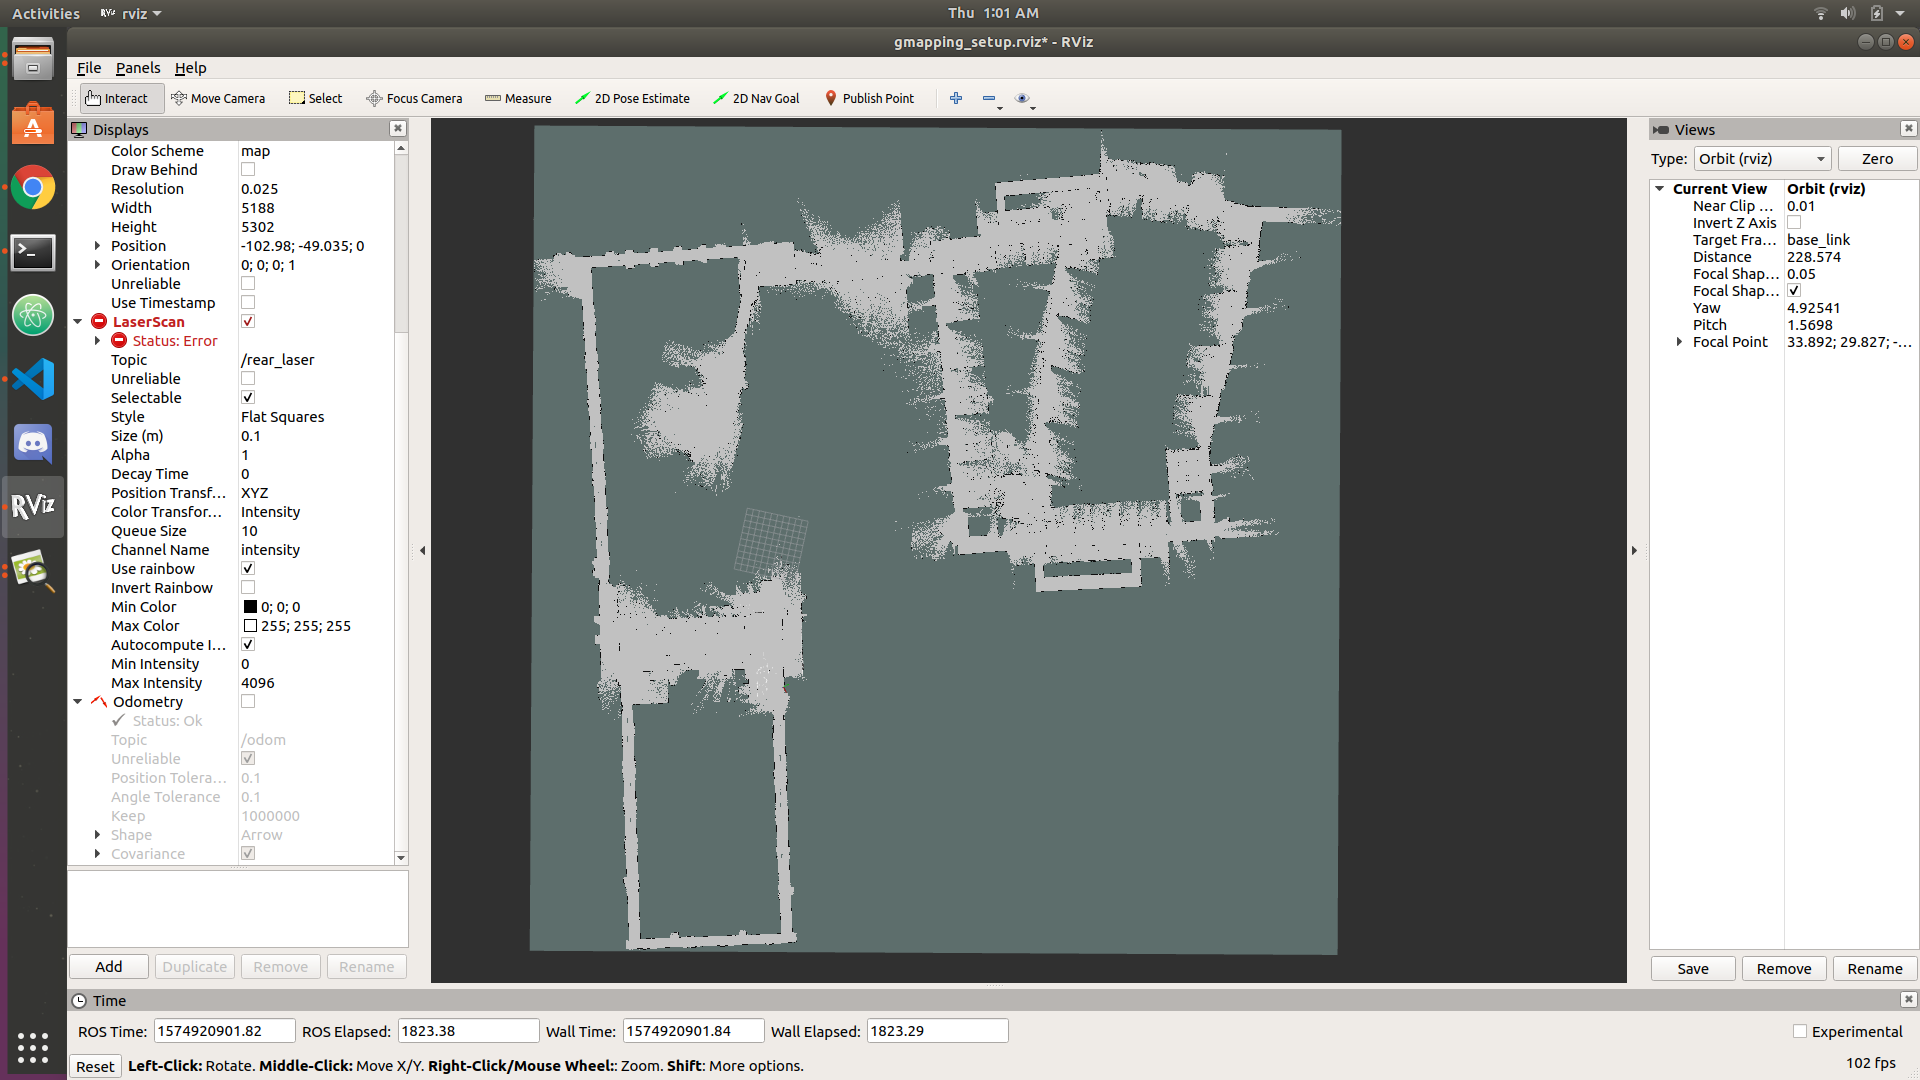 Activities
RViz rviz
Thu 1:01 AM
gmapping_setup.rviz* - RViz
File Panels Help
Interact Move Camera Select Focus Camera Measure 2D Pose Estimate 2D Nav Goal Publish Point
Displays
Color Scheme map
Draw Behind
Resolution 0.025
Width 5188
Height 5302
Position -102.98; -49.035; 0
Orientation 0; 0; 0; 1
Unreliable
Use Timestamp
LaserScan
Status: Error
Topic /rear_laser
Unreliable
Selectable
Style Flat Squares
Size (m) 0.1
Alpha 1
Decay Time 0
Position Transf... XYZ
Color Transfor... Intensity
Queue Size 10
Channel Name intensity
Use rainbow
Invert Rainbow
Min Color 0; 0; 0
Max Color 255; 255; 255
Autocompute I...
Min Intensity 0
Max Intensity 4096
Odometry
Status: Ok
Topic /odom
Unreliable
Position Tolera... 0.1
Angle Tolerance 0.1
Keep 1000000
Shape Arrow
Covariance
Add Duplicate Remove Rename
Views
Type: Orbit (rviz) Zero
Current View Orbit (rviz)
Near Clip ... 0.01
Invert Z Axis
Target Fra... base_link
Distance 228.574
Focal Shap... 0.05
Focal Shap...
Yaw 4.92541
Pitch 1.5698
Focal Point 33.892; 29.827; -...
Save Remove Rename
RViz
Time
ROS Time: 1574920901.82 ROS Elapsed: 1823.38 Wall Time: 1574920901.84 Wall Elapsed: 1823.29
Experimental
Reset Left-Click: Rotate. Middle-Click: Move X/Y. Right-Click/Mouse Wheel:: Zoom. Shift: More options.
102 fps